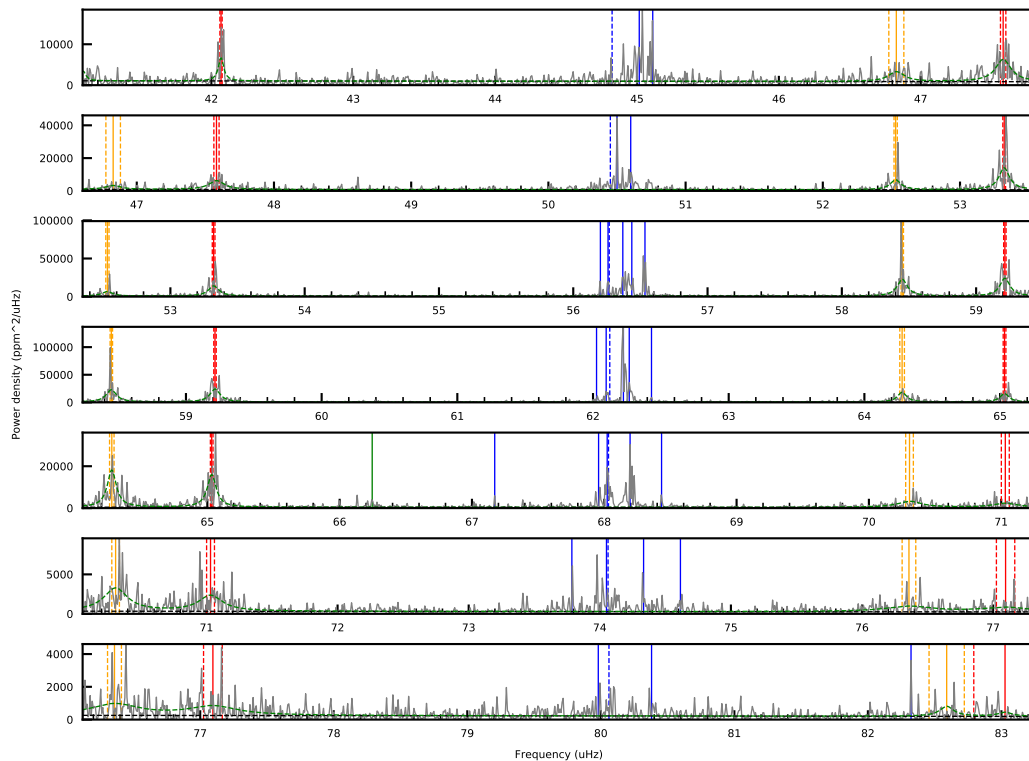 10000
0
42 43 44 45 46 47
40000
20000
0
47 48 49 50 51 52 53
100000
50000
0
53 54 55 56 57 58 59
Power density (ppm^2/uHz)
100000
50000
0
59 60 61 62 63 64 65
20000
0
65 66 67 68 69 70 71
5000
0
71 72 73 74 75 76 77
4000
2000
0
77 78 79 80 81 82 83
Frequency (uHz)